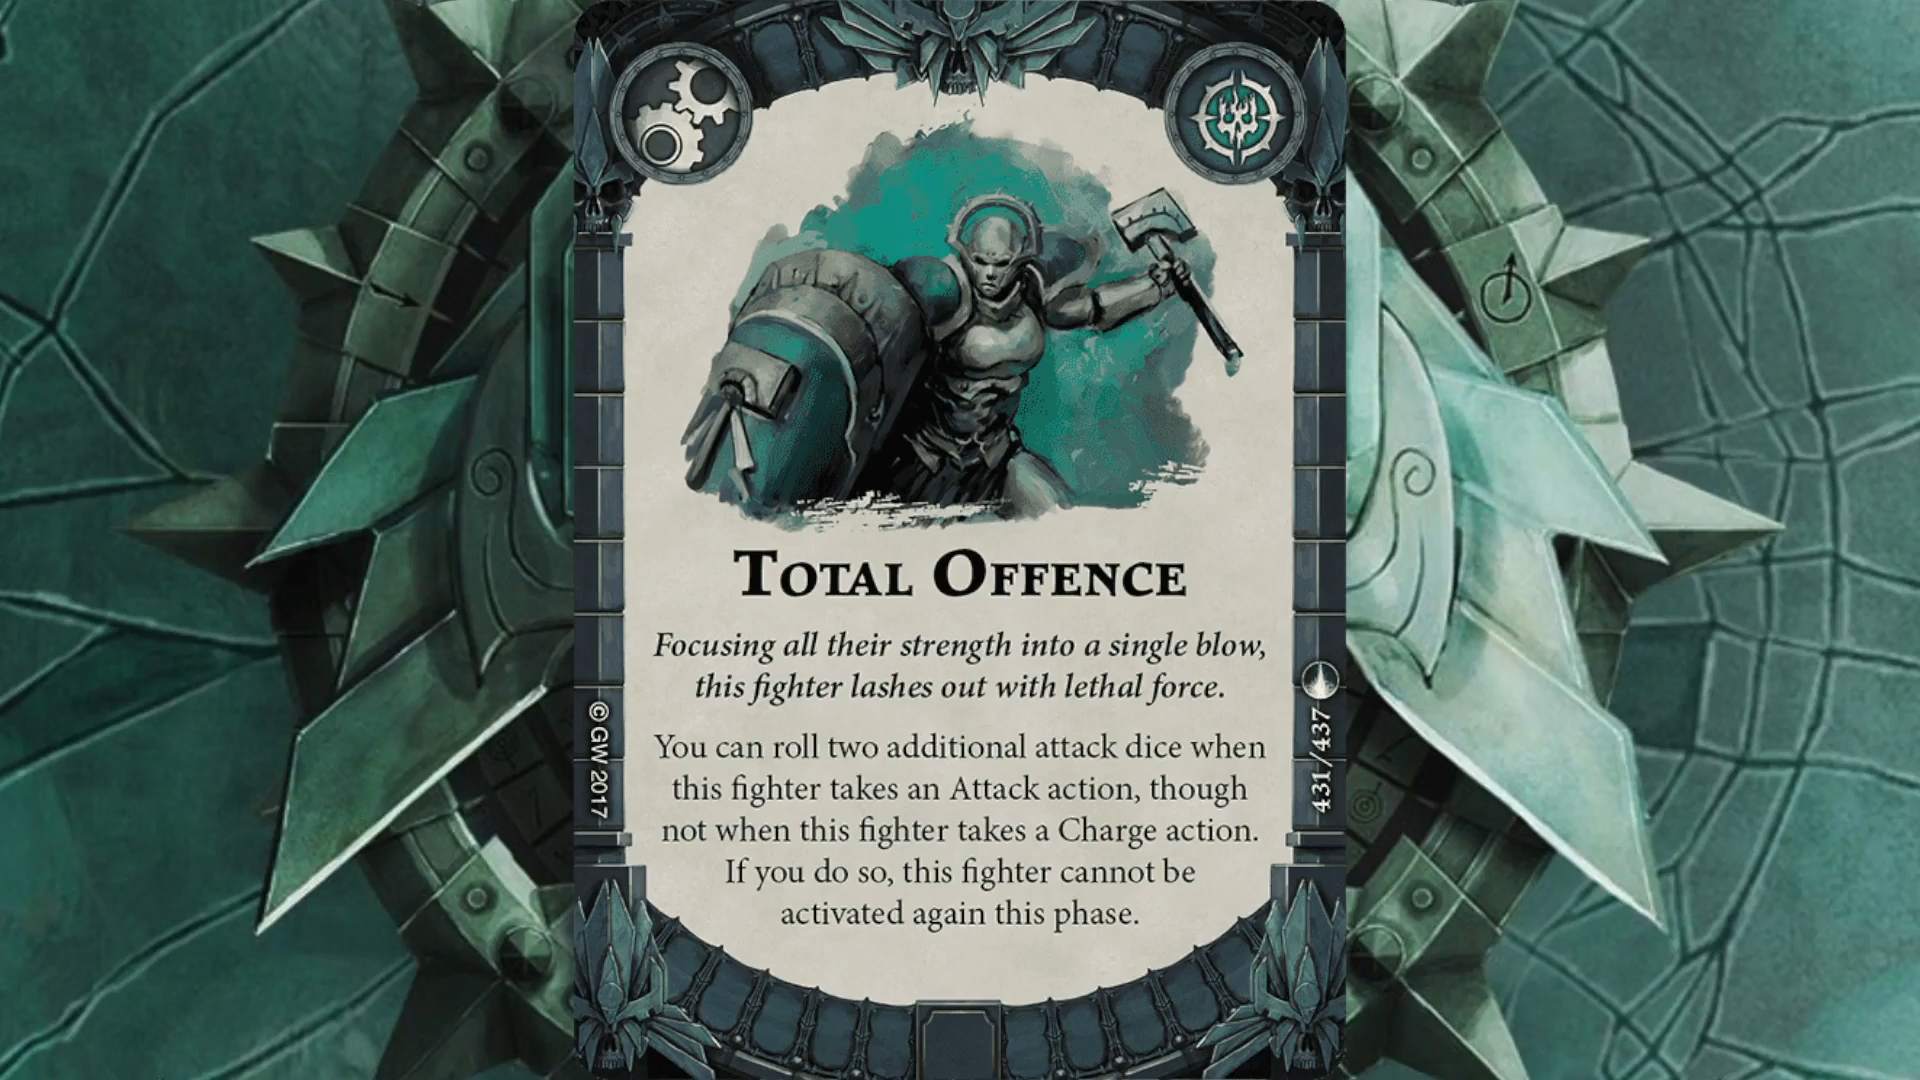 Total Offence
Focusing all their strength into a single blow,
this fighter lashes out with lethal force.
You can roll two additional attack dice when
this fighter takes an Attack action, though
not when this fighter takes a Charge action.
If you do so, this fighter cannot be
activated again this phase.
© GW 2017
431/437